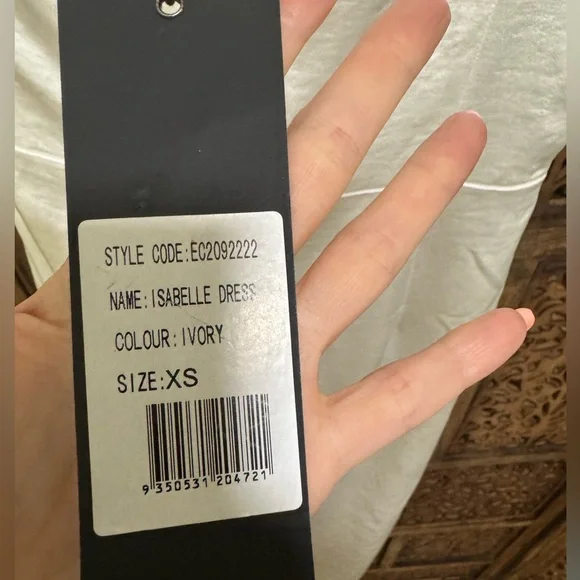 STYLE CODE:EC2092222
NAME:ISABELLE DRESS
COLOUR:IVORY
SIZE:XS
9 350531 204721